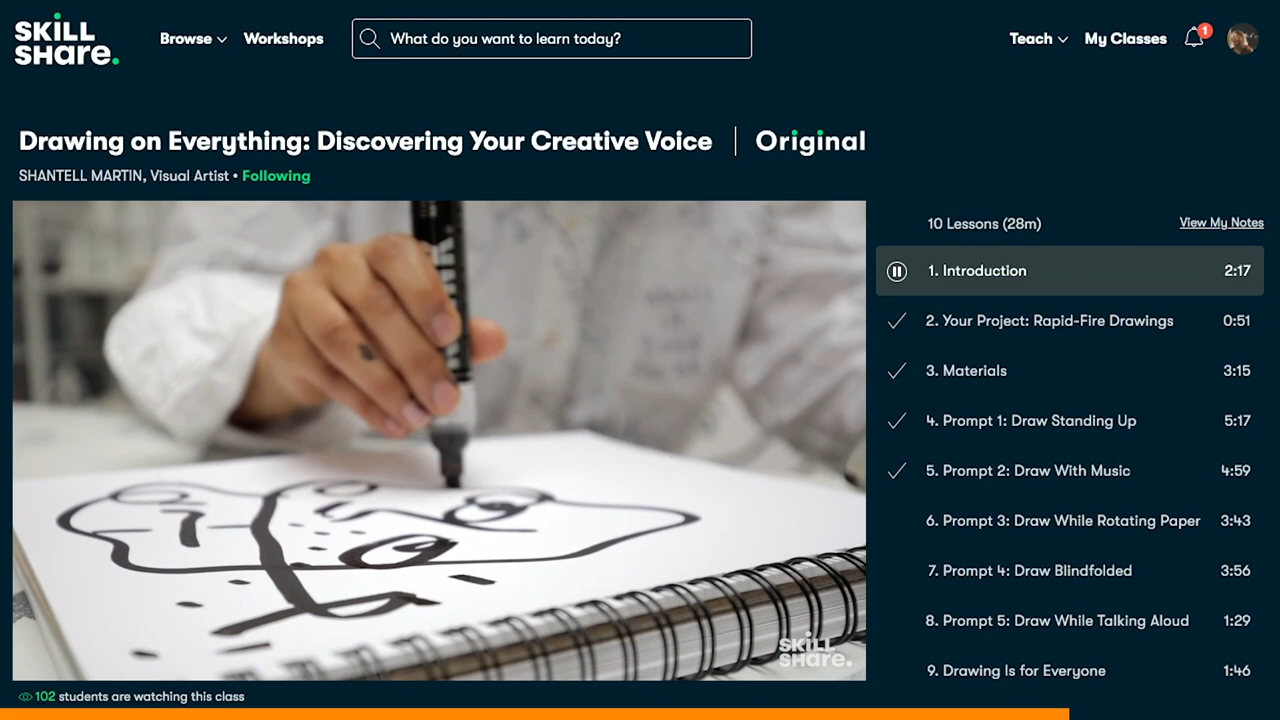 SKILL
SHARE.
Browse
Workshops
What do you want to learn today?
Teach
My Classes
1
Drawing on Everything: Discovering Your Creative Voice | Original
SHANTELL MARTIN, Visual Artist • Following
10 Lessons (28m)
View My Notes
1. Introduction 2:17
2. Your Project: Rapid-Fire Drawings 0:51
3. Materials 3:15
4. Prompt 1: Draw Standing Up 5:17
5. Prompt 2: Draw With Music 4:59
6. Prompt 3: Draw While Rotating Paper 3:43
7. Prompt 4: Draw Blindfolded 3:56
8. Prompt 5: Draw While Talking Aloud 1:29
9. Drawing Is for Everyone 1:46
SKILL
SHARE.
102 students are watching this class